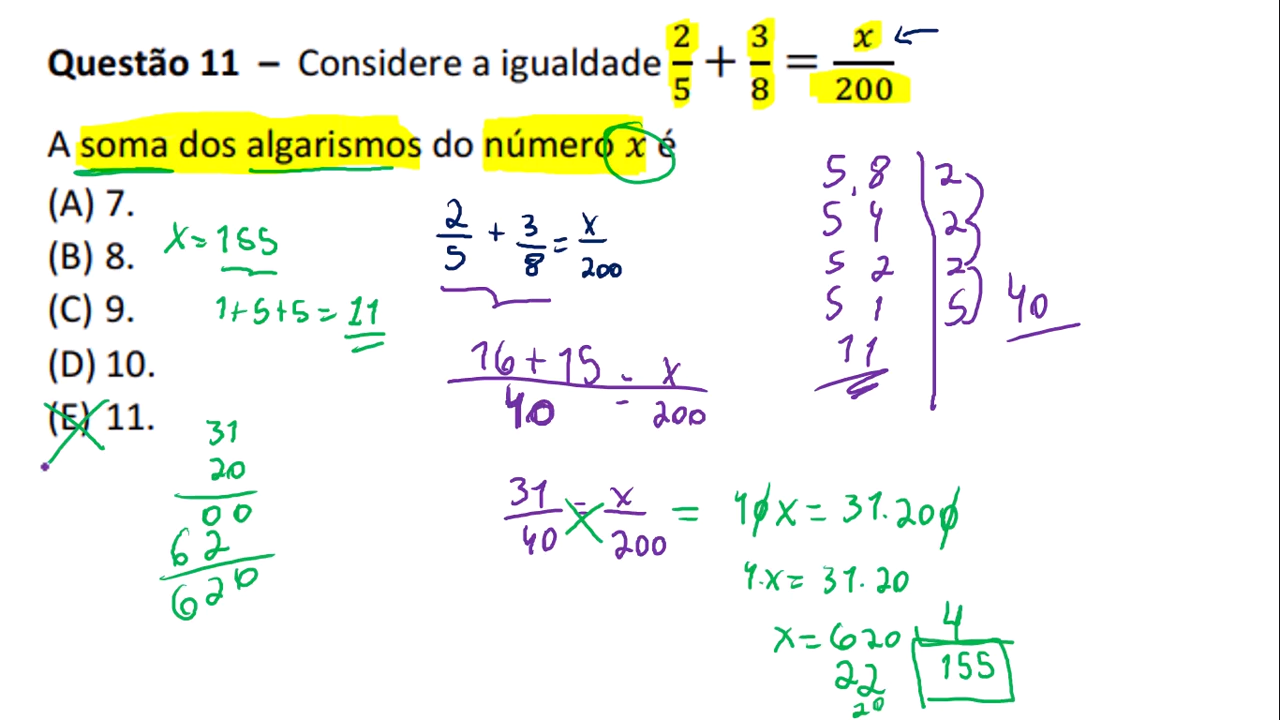 Questão 11 – Considere a igualdade 2/5 + 3/8 = x/200 ←
A soma dos algarismos do número x é
(A) 7.
(B) 8.
(C) 9.
(D) 10.
(E) 11.
x = 155
1+5+5 = 11
31
20
00
62
620
2/5 + 3/8 = x/200
16 + 15 / 40 = x/200
31/40 = x/200 = 40x = 31.200
4.x = 31.20
x = 620 4
22 155
20
5,8 2
5 4 2
5 2 2
5 1 5 40
1 1